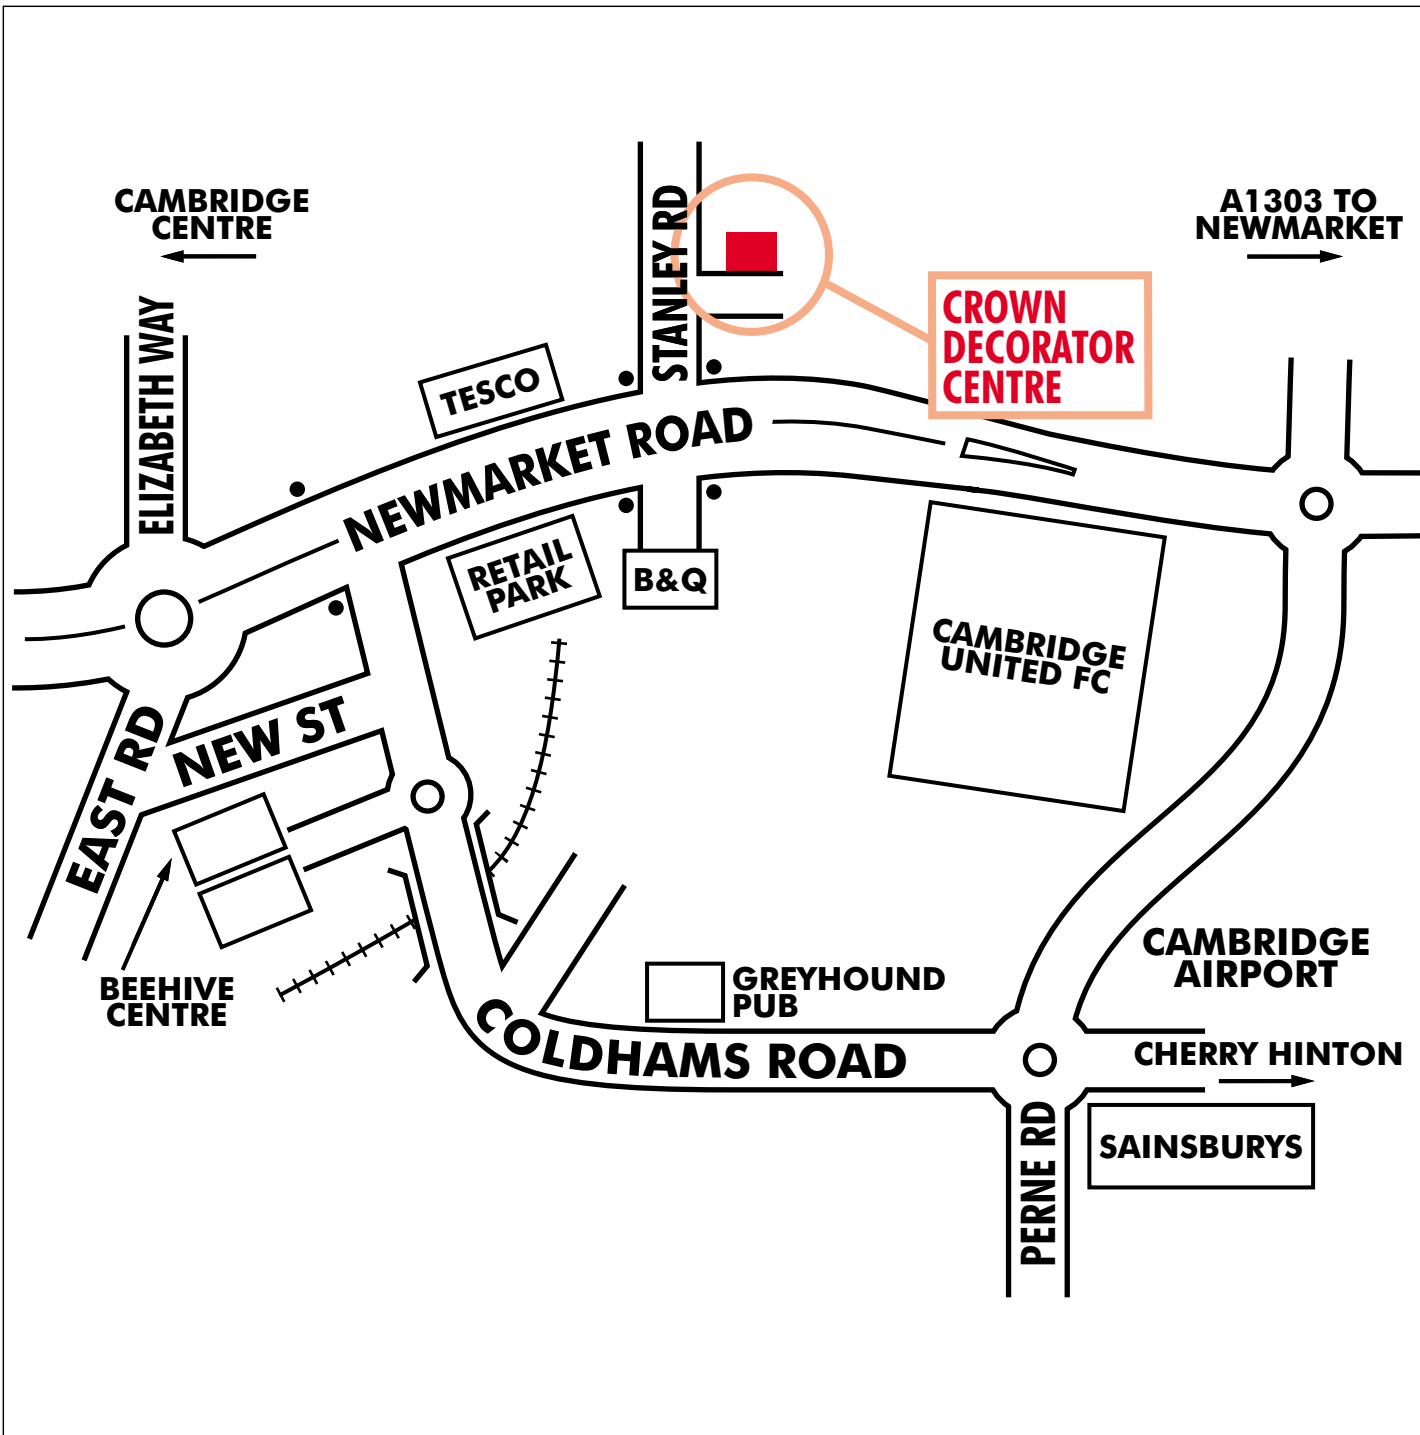 CAMBRIDGE
CENTRE
A1303 TO
NEWMARKET
STANLEY RD
CROWN
DECORATOR
CENTRE
ELIZABETH WAY
TESCO
NEWMARKET ROAD
RETAIL
PARK
B&Q
CAMBRIDGE
UNITED FC
EAST RD
NEW ST
BEEHIVE
CENTRE
GREYHOUND
PUB
CAMBRIDGE
AIRPORT
COLDHAMS ROAD
CHERRY HINTON
PERNE RD
SAINSBURYS